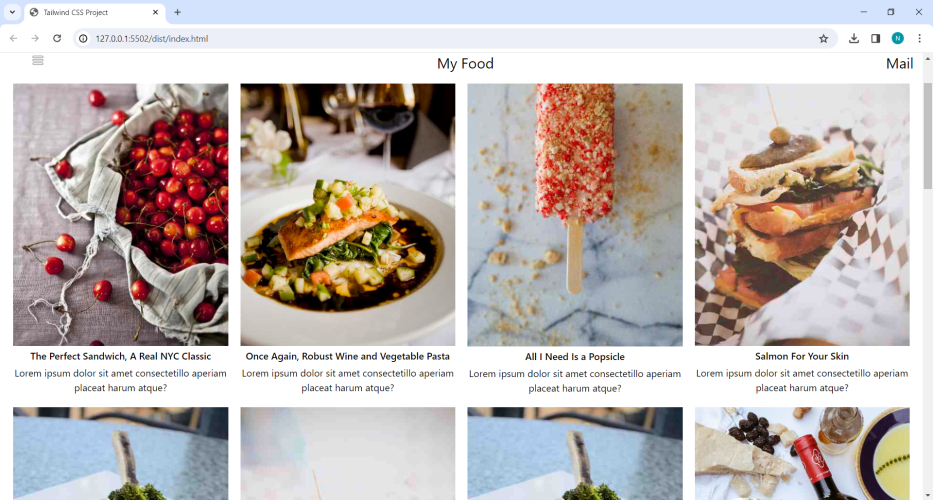 Tailwind CSS Project
127.0.0.1:5502/dist/index.html
N
My Food
Mail
The Perfect Sandwich, A Real NYC Classic
Lorem ipsum dolor sit amet consectetillo aperiam
placeat harum atque?
Once Again, Robust Wine and Vegetable Pasta
Lorem ipsum dolor sit amet consectetillo aperiam
placeat harum atque?
All I Need Is a Popsicle
Lorem ipsum dolor sit amet consectetillo aperiam
placeat harum atque?
Salmon For Your Skin
Lorem ipsum dolor sit amet consectetillo aperiam
placeat harum atque?